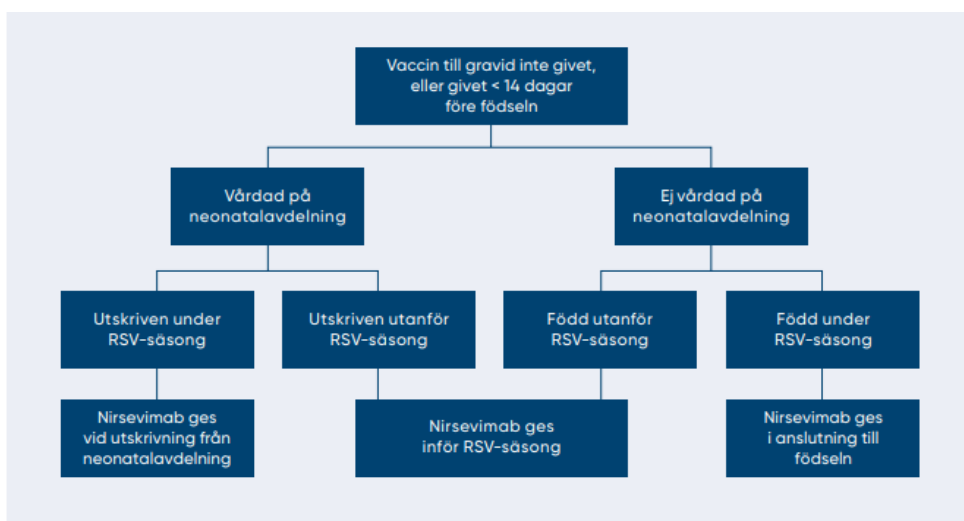 Vaccin till gravid inte givet,
eller givet < 14 dagar
före födseln
Vårdad på
neonatalavdelning
Ej vårdad på
neonatalavdelning
Utskriven under
RSV-säsong
Utskriven utanför
RSV-säsong
Född utanför
RSV-säsong
Född under
RSV-säsong
Nirsevimab ges
vid utskrivning från
neonatalavdelning
Nirsevimab ges
inför RSV-säsong
Nirsevimab ges
i anslutning till
födseln